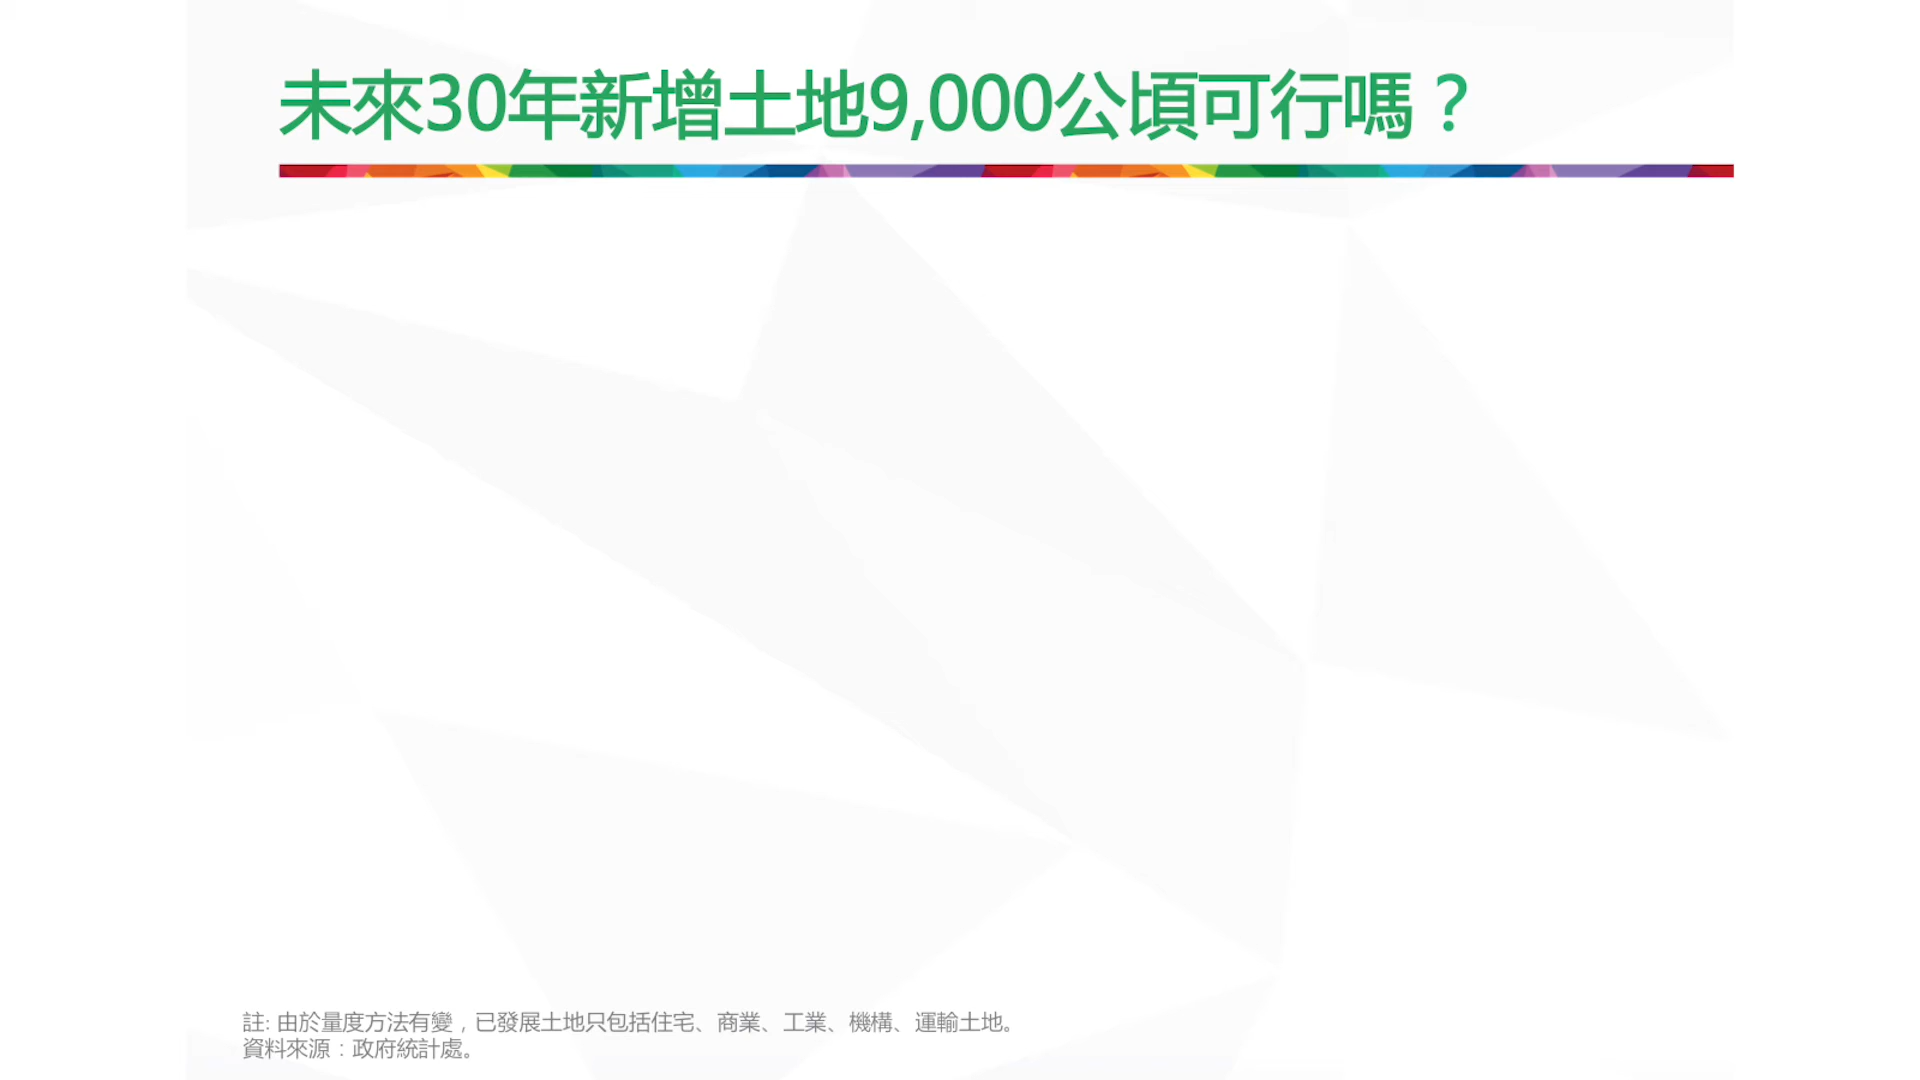 未來30年新增土地9,000公頃可行嗎？
註: 由於量度方法有變，已發展土地只包括住宅、商業、工業、機構、運輸土地。
資料來源：政府統計處。